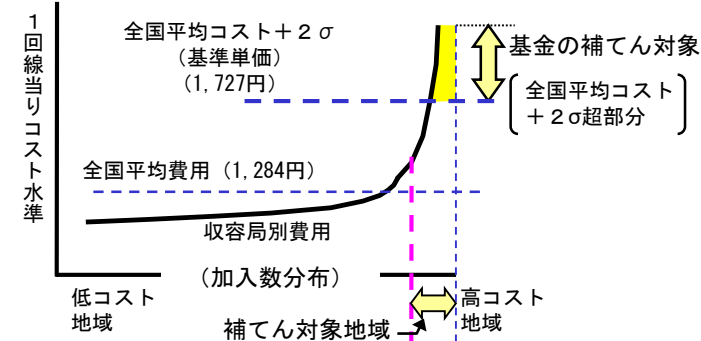 1回線当りコスト水準
全国平均コスト+2σ
(基準単価)
(1,727円)
基金の補てん対象
全国平均コスト
+2σ超部分
全国平均費用(1,284円)
収容局別費用
(加入数分布)
低コスト
地域
高コスト
地域
補てん対象地域